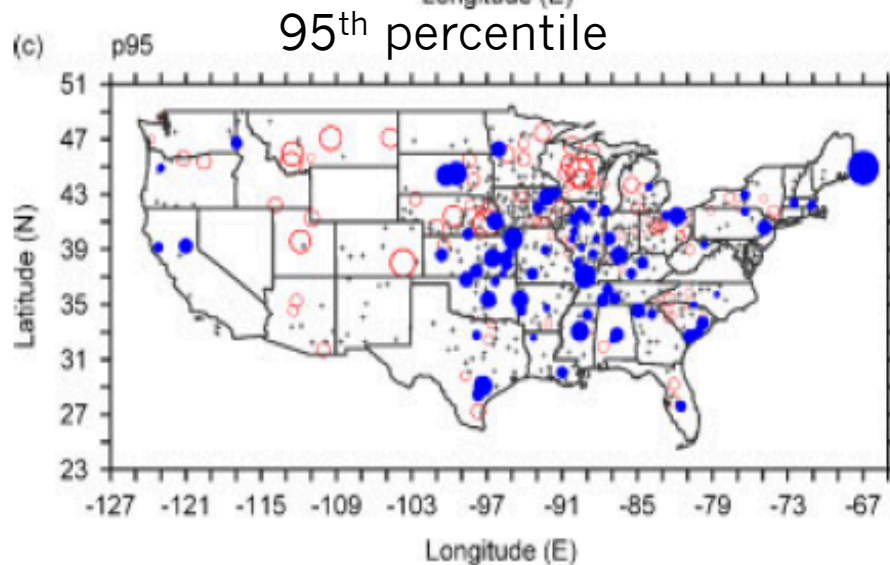 Longitude (E)
95th percentile
(c) p95
51
47
43
39
35
31
27
23
Latitude (N)
-127 -121 -115 -109 -103 -97 -91 -85 -79 -73 -67
Longitude (E)